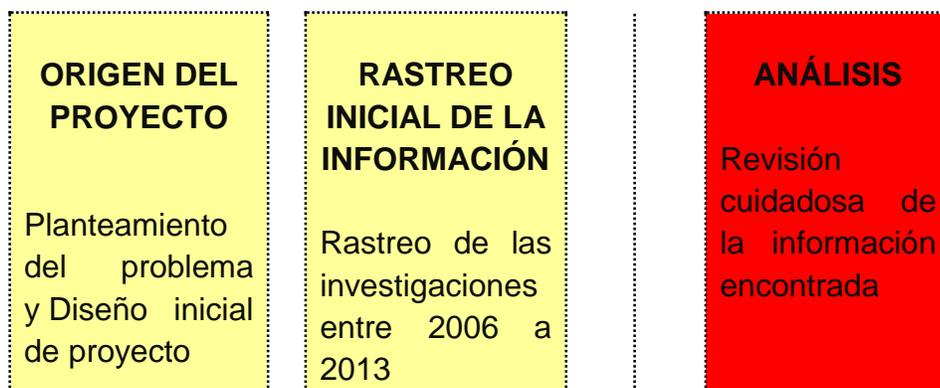 ORIGEN DEL
PROYECTO
Planteamiento
del problema
y Diseño inicial
de proyecto
RASTREO
INICIAL DE LA
INFORMACIÓN
Rastreo de las
investigaciones
entre 2006 a
2013
ANÁLISIS
Revisión
cuidadosa de
la información
encontrada